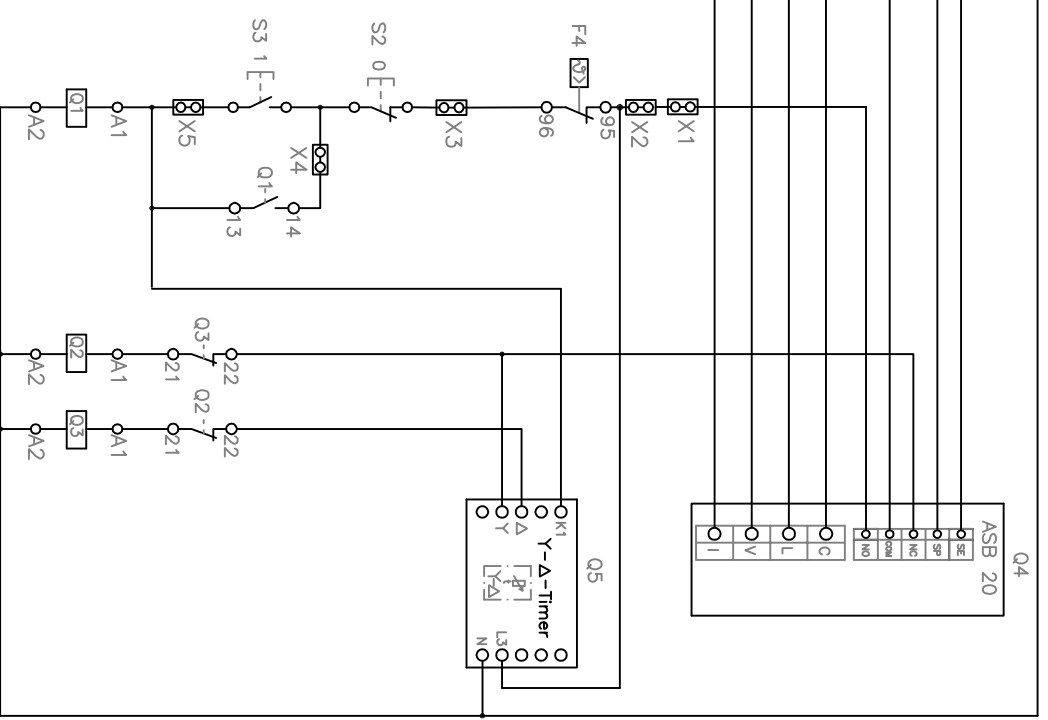 S3 1
S2 0
F4
ϑ>
A2
Q1
A1
X5
X3
96
95
X2
X1
X4
Q1
13
14
A2
Q2
A1
21
Q3
22
A2
Q3
A1
21
Q2
22
Q5
K1
Δ
Y
Y-Δ-Timer
t
Y
Δ
L3
N
Q4
ASB 20
SE
SP
NC
COM
NO
C
L
V
I